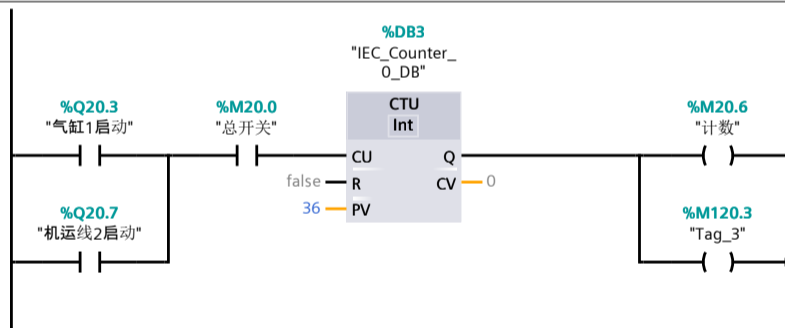 %DB3
"IEC_Counter_
0_DB"
%Q20.3
"气缸1启动"
%M20.0
"总开关"
CTU
Int
%M20.6
"计数"
CU
Q
false
R
CV
0
36
PV
%Q20.7
"机运线2启动"
%M120.3
"Tag_3"